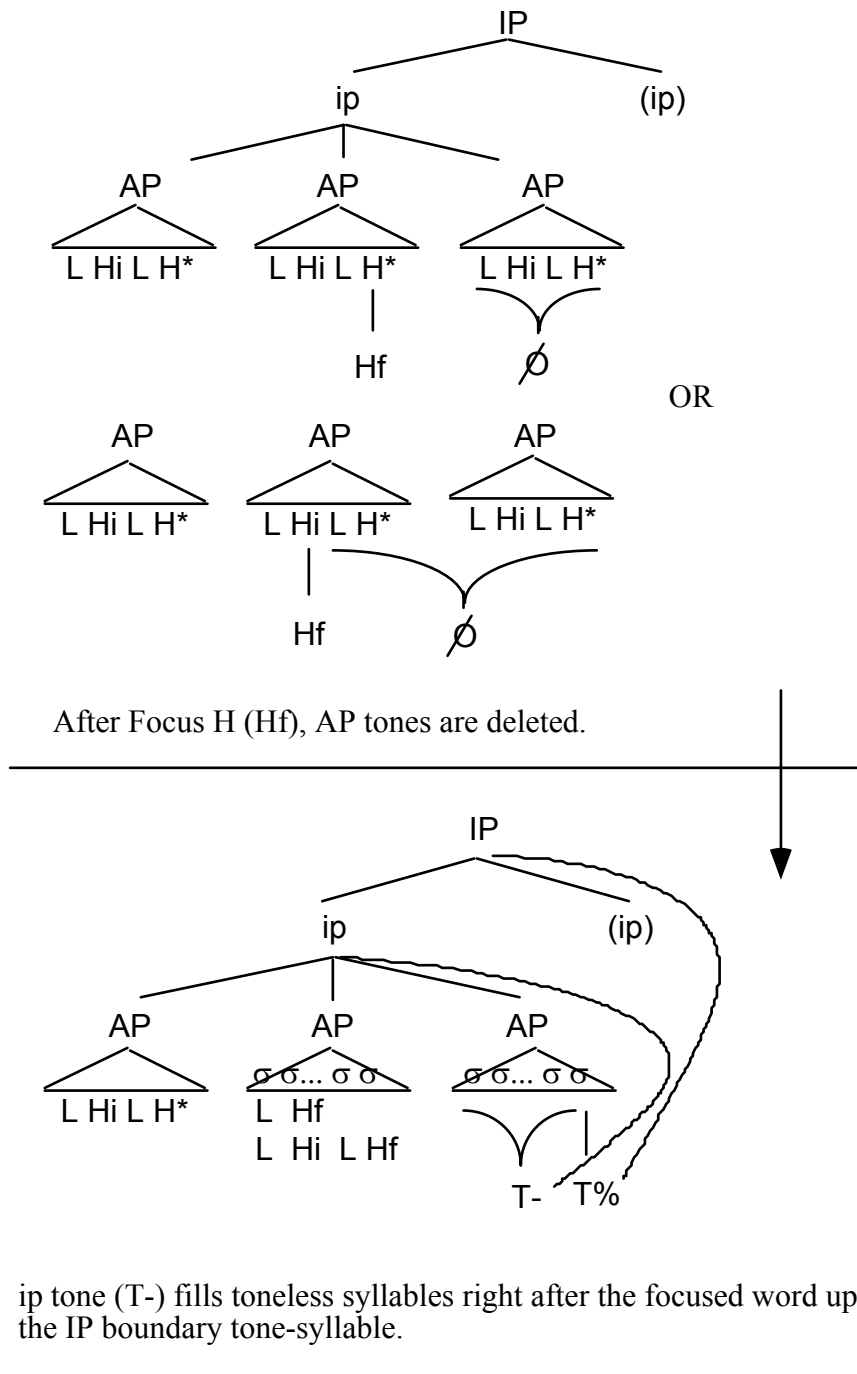 IP
ip (ip)
AP AP AP
L Hi L H* L Hi L H* L Hi L H*
Hf Ø
OR
AP AP AP
L Hi L H* L Hi L H* L Hi L H*
Hf Ø
After Focus H (Hf), AP tones are deleted.
IP
ip (ip)
AP AP AP
σ σ... σ σ σ σ... σ σ
L Hi L H* L Hf
L Hi L Hf
T- T%
ip tone (T-) fills toneless syllables right after the focused word up
the IP boundary tone-syllable.